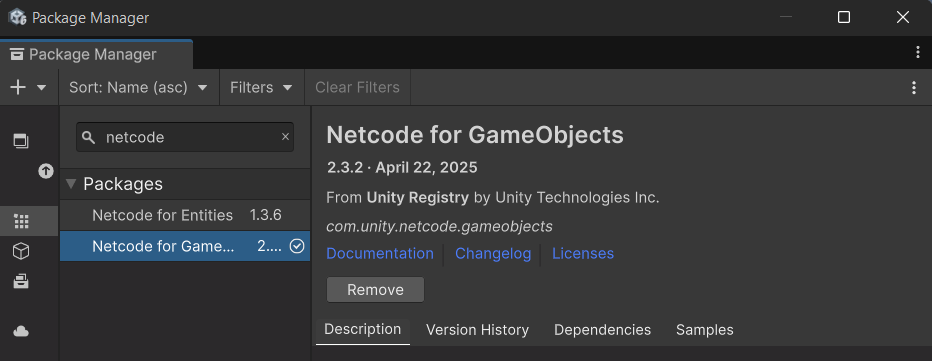 Package Manager
Package Manager
Sort: Name (asc)
Filters
Clear Filters
netcode
Packages
Netcode for Entities 1.3.6
Netcode for Game... 2....
Netcode for GameObjects
2.3.2 · April 22, 2025
From Unity Registry by Unity Technologies Inc.
com.unity.netcode.gameobjects
Documentation Changelog Licenses
Remove
Description Version History Dependencies Samples